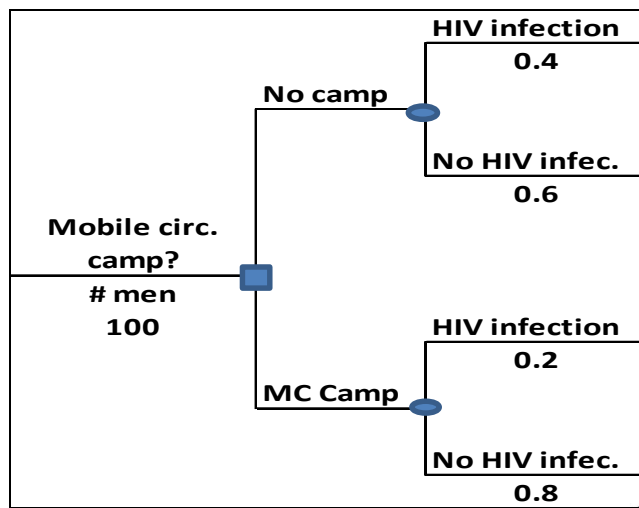 Mobile circ.
camp?
# men
100
No camp
HIV infection
0.4
No HIV infec.
0.6
MC Camp
HIV infection
0.2
No HIV infec.
0.8